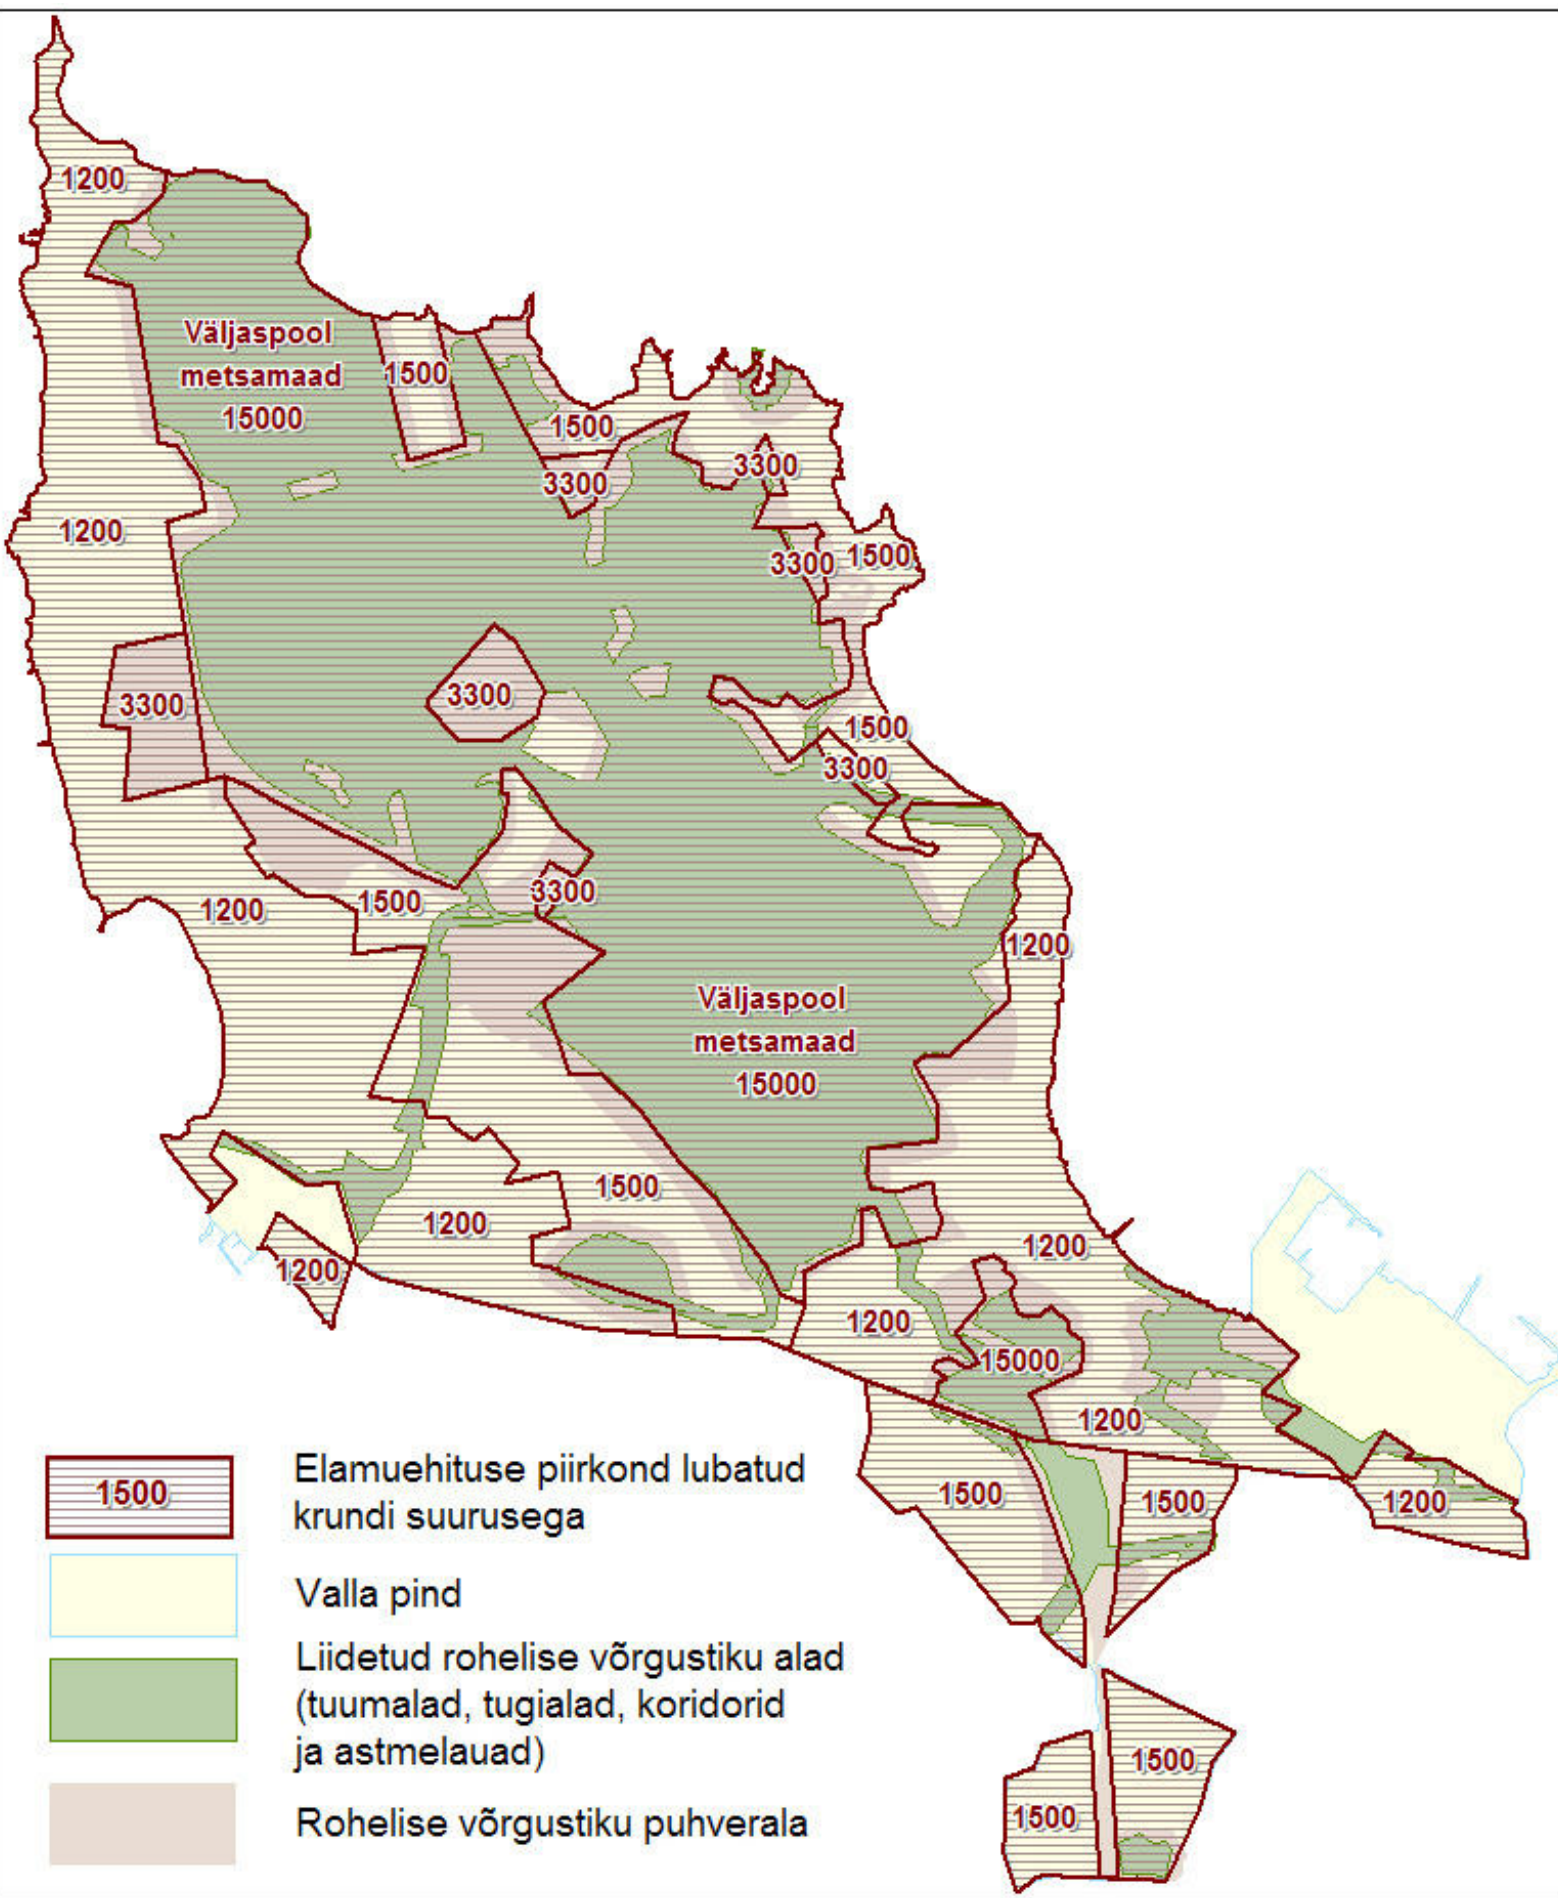 1200
Väljaspool
metsamaad
15000
1500
1500
3300
3300
1200
3300
1500
3300
3300
1500
3300
3300
1500
1200
1200
Väljaspool
metsamaad
15000
1500
1200
1200
1200
1200
15000
1200
1500
1500
1200
1500
1500
1500
Elamuehituse piirkond lubatud
krundi suurusega
Valla pind
Liidetud rohelise võrgustiku alad
(tuumalad, tugialad, koridorid
ja astmelauad)
Rohelise võrgustiku puhverala